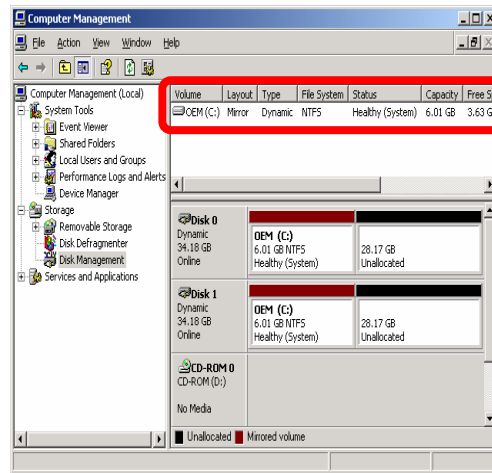 Computer Management
File Action View Window Help
Computer Management (Local)
System Tools
Event Viewer
Shared Folders
Local Users and Groups
Performance Logs and Alerts
Device Manager
Storage
Removable Storage
Disk Defragmenter
Disk Management
Services and Applications
Volume Layout Type File System Status Capacity Free S
OEM (C:) Mirror Dynamic NTFS Healthy (System) 6.01 GB 3.63 G
Disk 0
Dynamic
34.18 GB
Online
OEM (C:)
6.01 GB NTFS
Healthy (System)
28.17 GB
Unallocated
Disk 1
Dynamic
34.18 GB
Online
OEM (C:)
6.01 GB NTFS
Healthy (System)
28.17 GB
Unallocated
CD-ROM 0
CD-ROM (D:)
No Media
Unallocated Mirrored volume